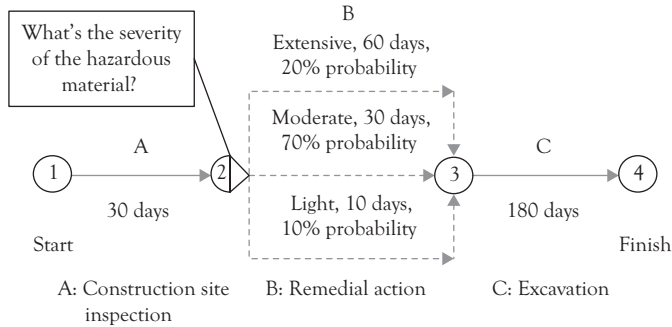 What's the severity
of the hazardous
material?
B
Extensive, 60 days,
20% probability
Moderate, 30 days,
70% probability
A
C
1
2
3
4
30 days
Light, 10 days,
10% probability
180 days
Start
Finish
A: Construction site
inspection
B: Remedial action
C: Excavation